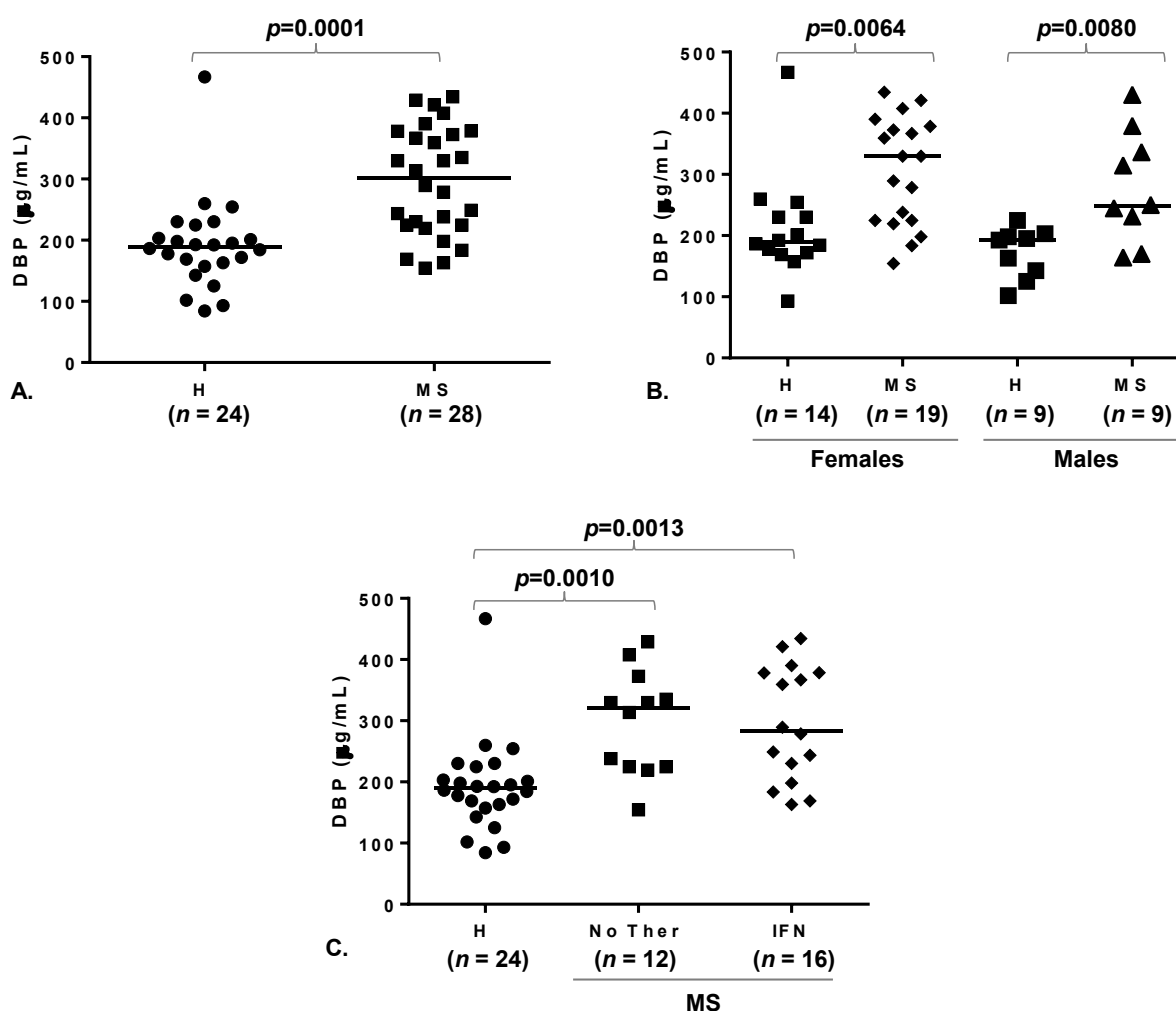 p=0.0001
500
400
300
200
100
0
DBP (μg/mL)
H
MS
(n = 24)
(n = 28)
A.
p=0.0064
p=0.0080
500
400
300
200
100
0
DBP (μg/mL)
H
MS
H
MS
(n = 14)
(n = 19)
(n = 9)
(n = 9)
Females
Males
B.
p=0.0013
p=0.0010
500
400
300
200
100
0
DBP (μg/mL)
H
No Ther
IFN
(n = 24)
(n = 12)
(n = 16)
MS
C.